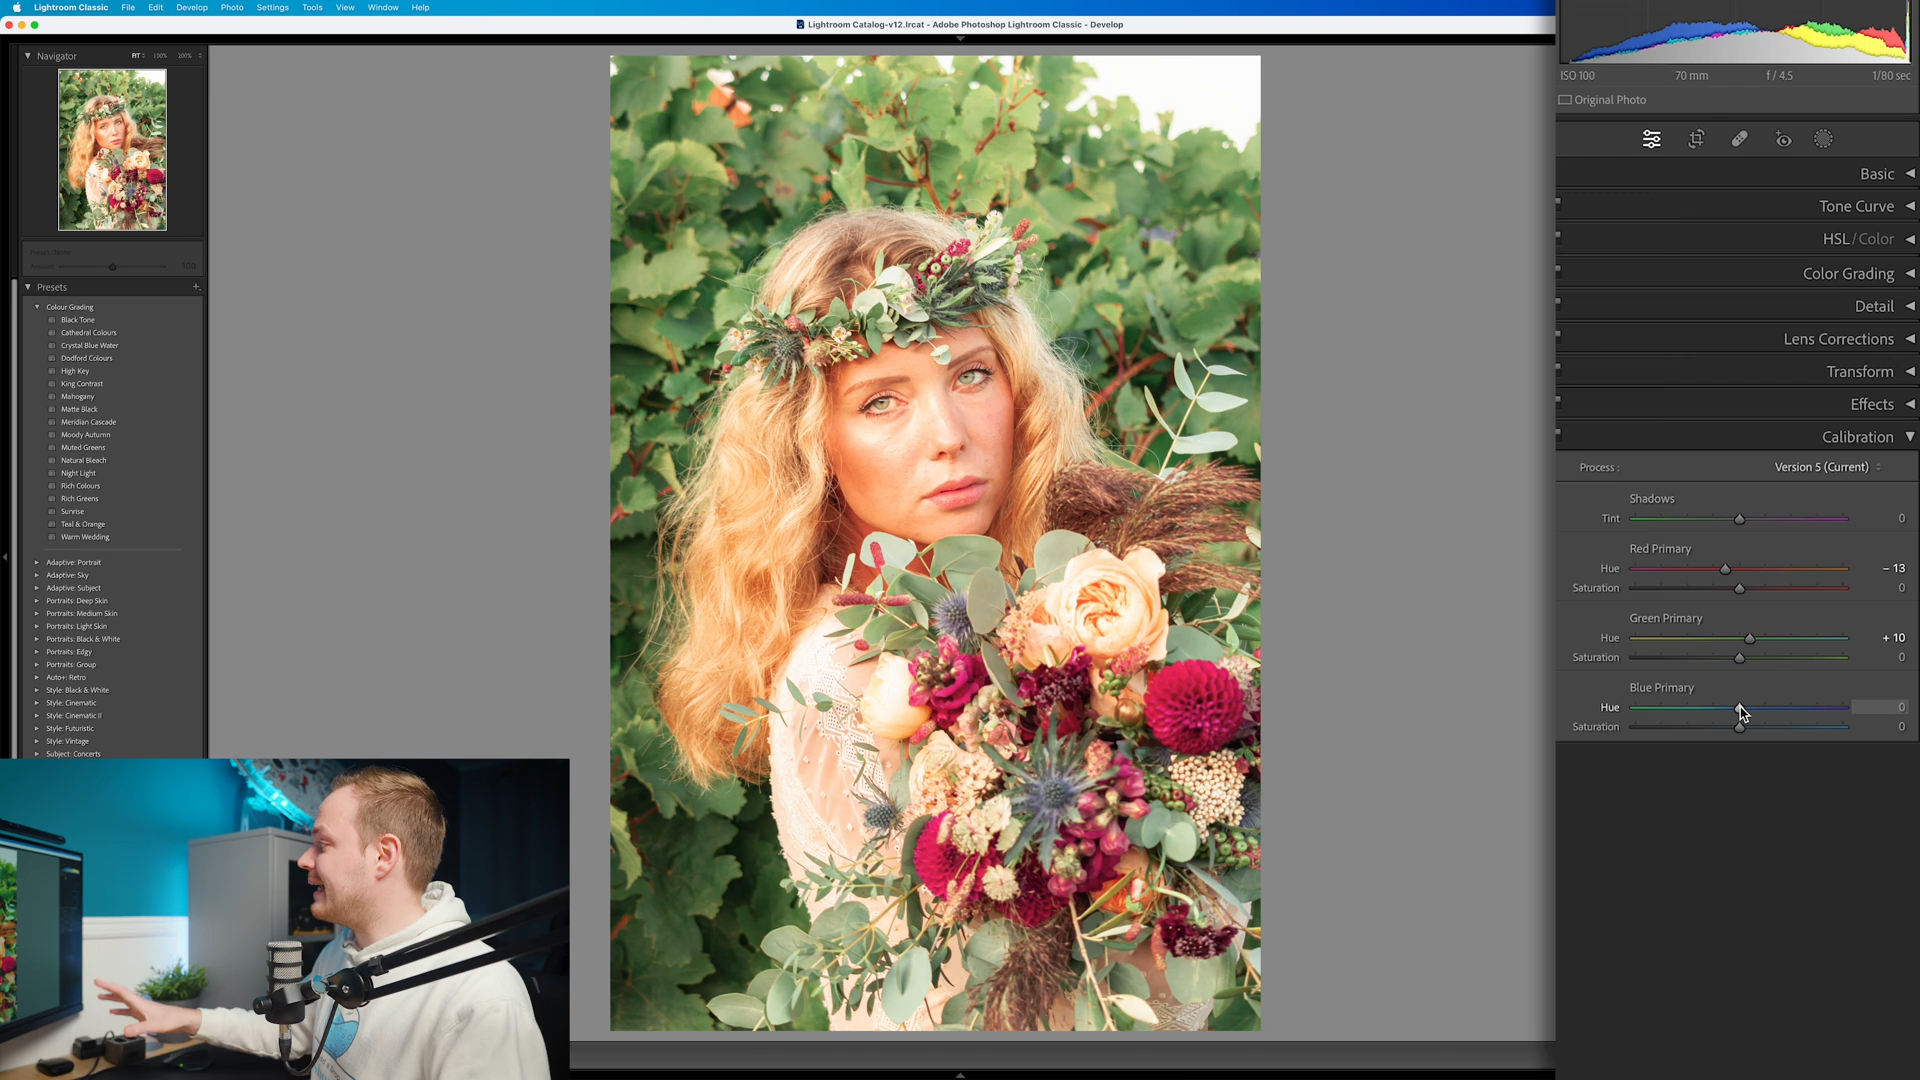 Lightroom Classic File Edit Develop Photo Settings Tools View Window Help
Lightroom Catalog-v12.lrcat - Adobe Photoshop Lightroom Classic - Develop
Navigator FIT 100% 200%
Preset: None
Amount 100
Presets +
Colour Grading
Black Tone
Cathedral Colours
Crystal Blue Water
Dodford Colours
High Key
King Contrast
Mahogany
Matte Black
Meridian Cascade
Moody Autumn
Muted Greens
Natural Bleach
Night Light
Rich Colours
Rich Greens
Sunrise
Teal & Orange
Warm Wedding
Adaptive: Portrait
Adaptive: Sky
Adaptive: Subject
Portraits: Deep Skin
Portraits: Medium Skin
Portraits: Light Skin
Portraits: Black & White
Portraits: Edgy
Portraits: Group
Auto+: Retro
Style: Black & White
Style: Cinematic
Style: Cinematic II
Style: Futuristic
Style: Vintage
Subject: Concerts
ISO 100 70 mm f / 4.5 1/80 sec
Original Photo
Basic
Tone Curve
HSL / Color
Color Grading
Detail
Lens Corrections
Transform
Effects
Calibration
Process : Version 5 (Current)
Shadows
Tint 0
Red Primary
Hue − 13
Saturation 0
Green Primary
Hue + 10
Saturation 0
Blue Primary
Hue 0
Saturation 0